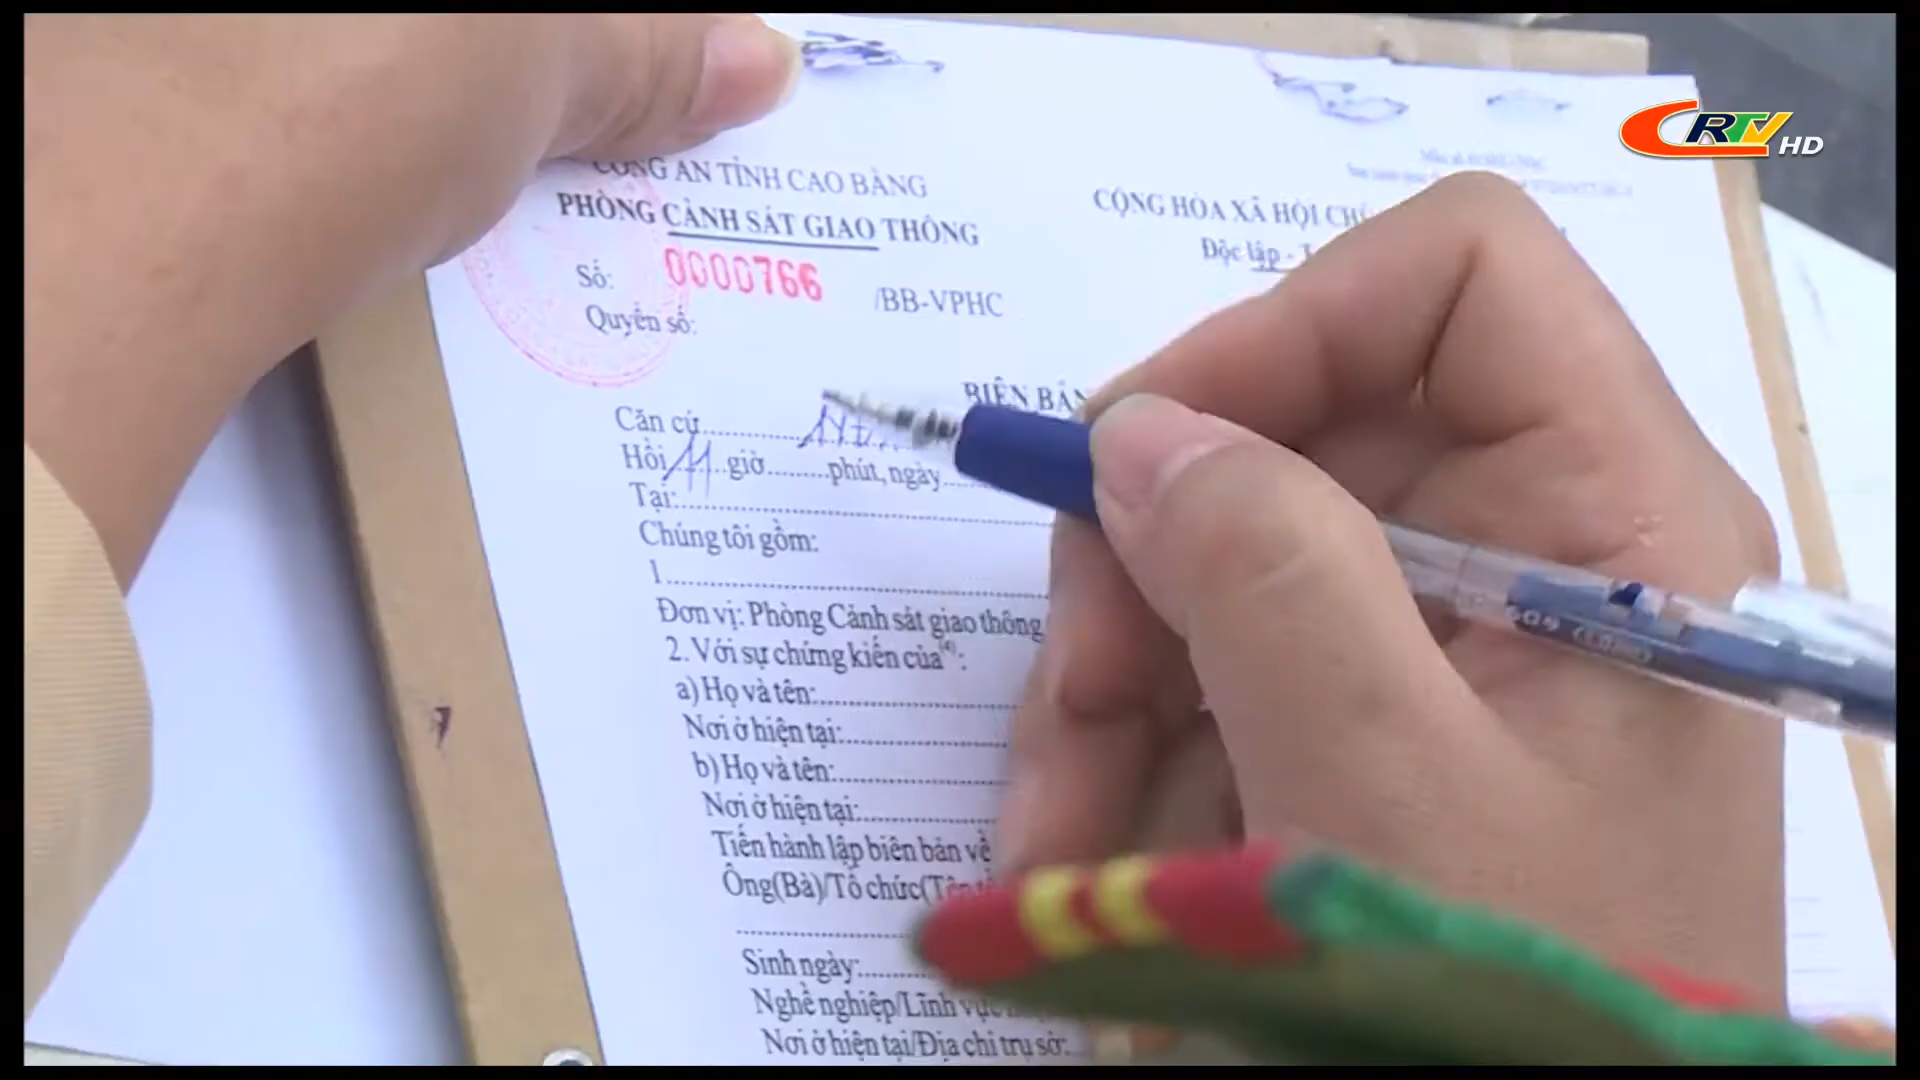 CRTV HD
CÔNG AN TỈNH CAO BẰNG
PHÒNG CẢNH SÁT GIAO THÔNG
Số: 0000766 /BB-VPHC
Quyển số:
CỘNG HÒA XÃ HỘI
Độc lập -
BIÊN BẢN
Căn cứ
Hồi 11 giờ phút, ngày
Tại:
Chúng tôi gồm:
1
Đơn vị: Phòng Cảnh sát giao thông
2. Với sự chứng kiến của(4):
a) Họ và tên:
Nơi ở hiện tại:
b) Họ và tên:
Nơi ở hiện tại:
Tiến hành lập biên bản về
Ông(Bà)/Tổ chức(Tên
Sinh ngày:
Nghề nghiệp/Lĩnh vực
Nơi ở hiện tại/Địa chỉ trụ sở: